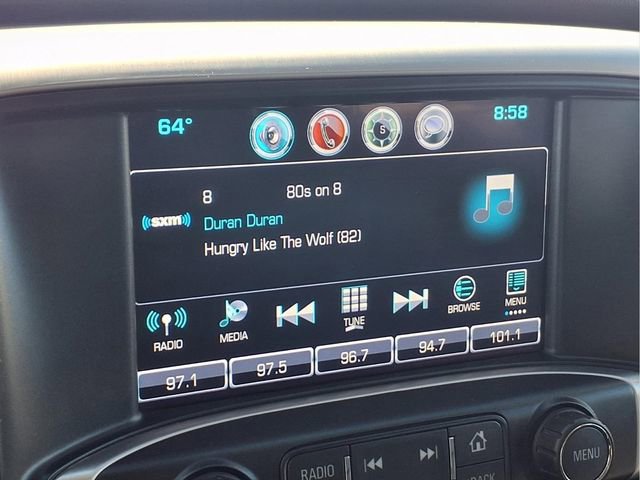 64° 8:58
S
8 80s on 8
((sxm))
Duran Duran
Hungry Like The Wolf (82)
RADIO MEDIA TUNE BROWSE MENU
97.1 97.5 96.7 94.7 101.1
RADIO BACK MENU